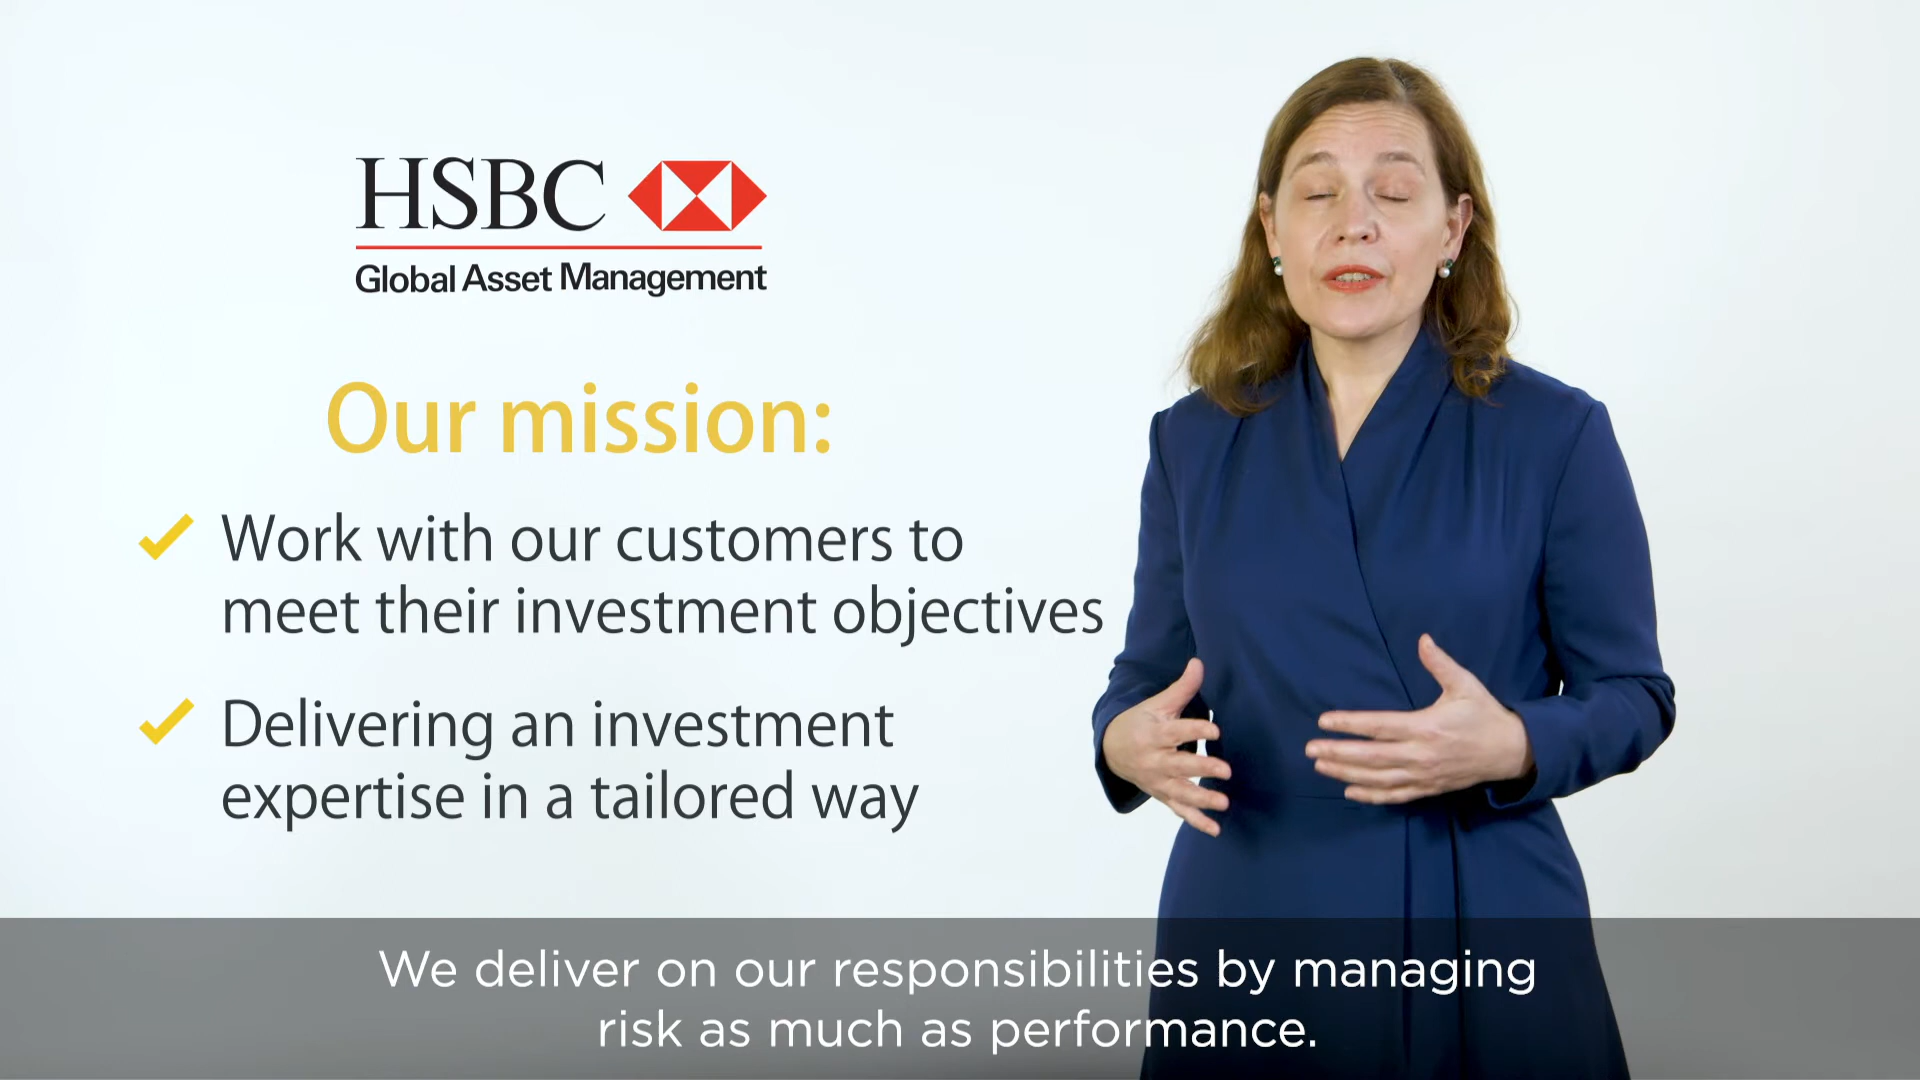 HSBC
Global Asset Management
Our mission:
Work with our customers to
meet their investment objectives
Delivering an investment
expertise in a tailored way
We deliver on our responsibilities by managing
risk as much as performance.